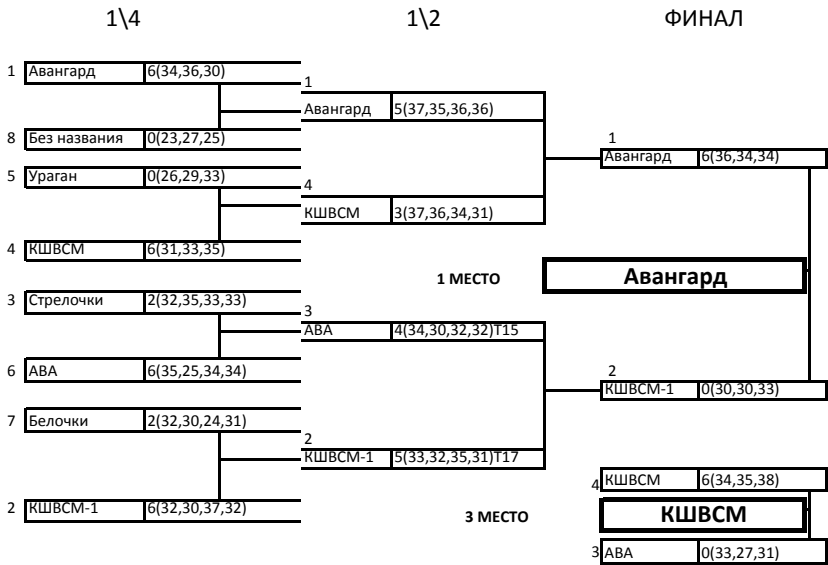 1\4 1\2 ФИНАЛ
1 Авангард 6(34,36,30)
1
Авангард 5(37,35,36,36)
8 Без названия 0(23,27,25)
1
Авангард 6(36,34,34)
5 Ураган 0(26,29,33)
4
КШВСМ 3(37,36,34,31)
4 КШВСМ 6(31,33,35)
1 МЕСТО Авангард
3 Стрелочки 2(32,35,33,33)
3
АВА 4(34,30,32,32)Т15
6 АВА 6(35,25,34,34)
2
КШВСМ-1 0(30,30,33)
7 Белочки 2(32,30,24,31)
2
КШВСМ-1 5(33,32,35,31)Т17
4 КШВСМ 6(34,35,38)
2 КШВСМ-1 6(32,30,37,32)
3 МЕСТО КШВСМ
3 АВА 0(33,27,31)